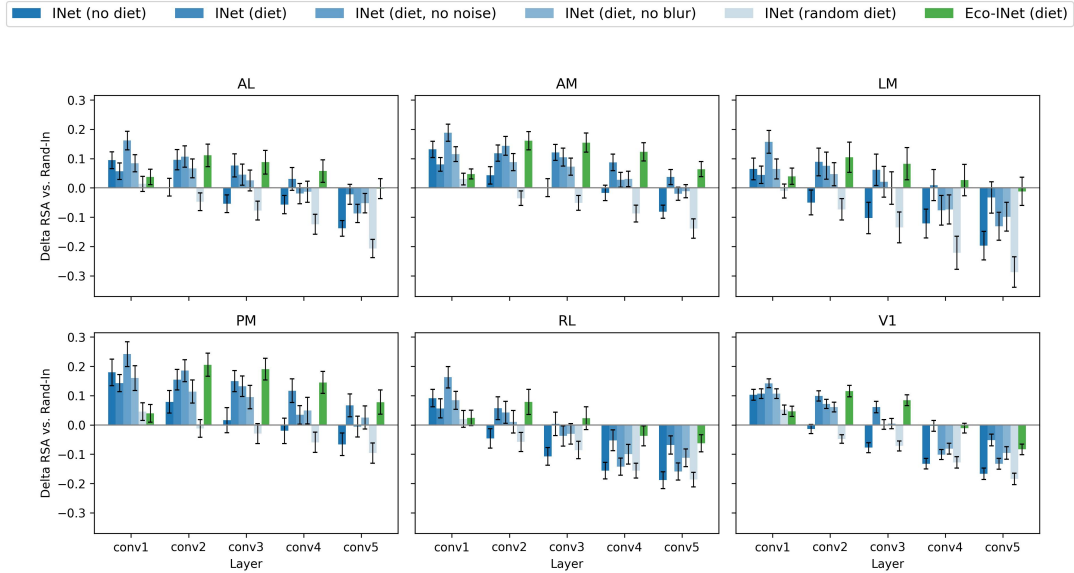 INet (no diet) INet (diet) INet (diet, no noise) INet (diet, no blur) INet (random diet) Eco-INet (diet)
AL AM LM
Delta RSA vs. Rand-In
0.3
0.2
0.1
0.0
−0.1
−0.2
−0.3
PM RL V1
Delta RSA vs. Rand-In
0.3
0.2
0.1
0.0
−0.1
−0.2
−0.3
conv1 conv2 conv3 conv4 conv5 conv1 conv2 conv3 conv4 conv5 conv1 conv2 conv3 conv4 conv5
Layer Layer Layer